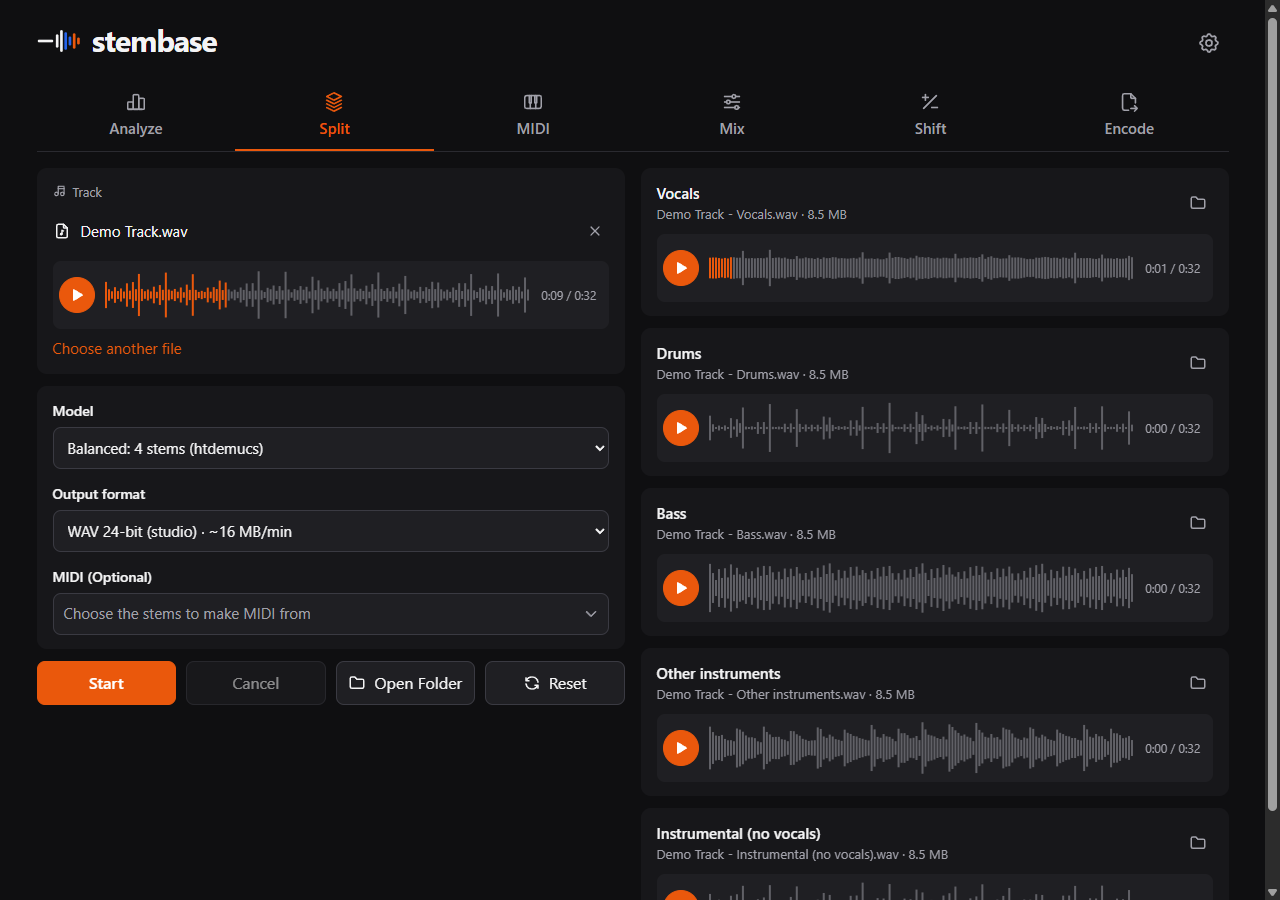 stembase
Analyze
Split
MIDI
Mix
Shift
Encode
Track
Demo Track.wav
0:09 / 0:32
Choose another file
Model
Balanced: 4 stems (htdemucs)
Output format
WAV 24-bit (studio) · ~16 MB/min
MIDI (Optional)
Choose the stems to make MIDI from
Start
Cancel
Open Folder
Reset
Vocals
Demo Track - Vocals.wav · 8.5 MB
0:01 / 0:32
Drums
Demo Track - Drums.wav · 8.5 MB
0:00 / 0:32
Bass
Demo Track - Bass.wav · 8.5 MB
0:00 / 0:32
Other instruments
Demo Track - Other instruments.wav · 8.5 MB
0:00 / 0:32
Instrumental (no vocals)
Demo Track - Instrumental (no vocals).wav · 8.5 MB